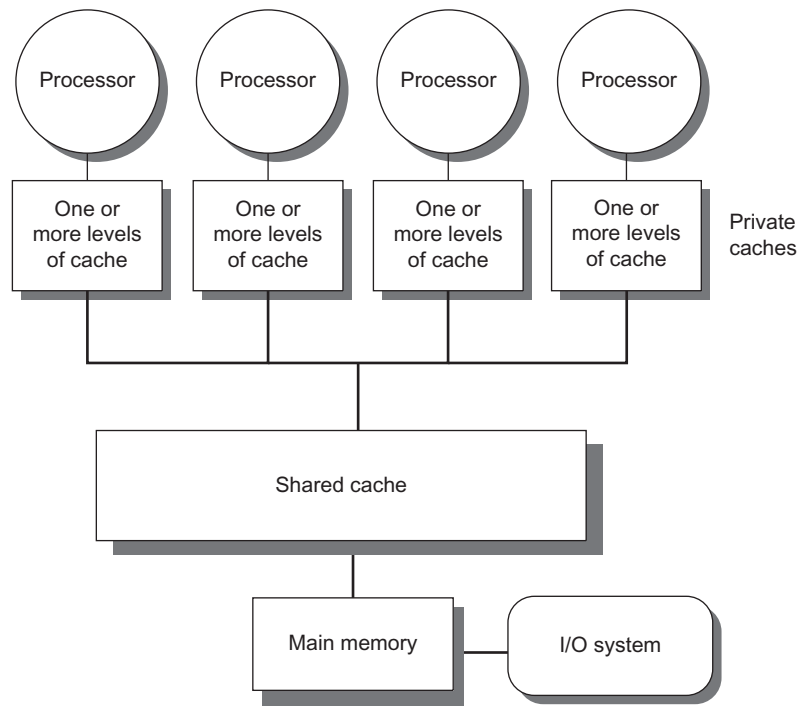 Processor
Processor
Processor
Processor
One or
more levels
of cache
One or
more levels
of cache
One or
more levels
of cache
One or
more levels
of cache
Private
caches
Shared cache
Main memory
I/O system